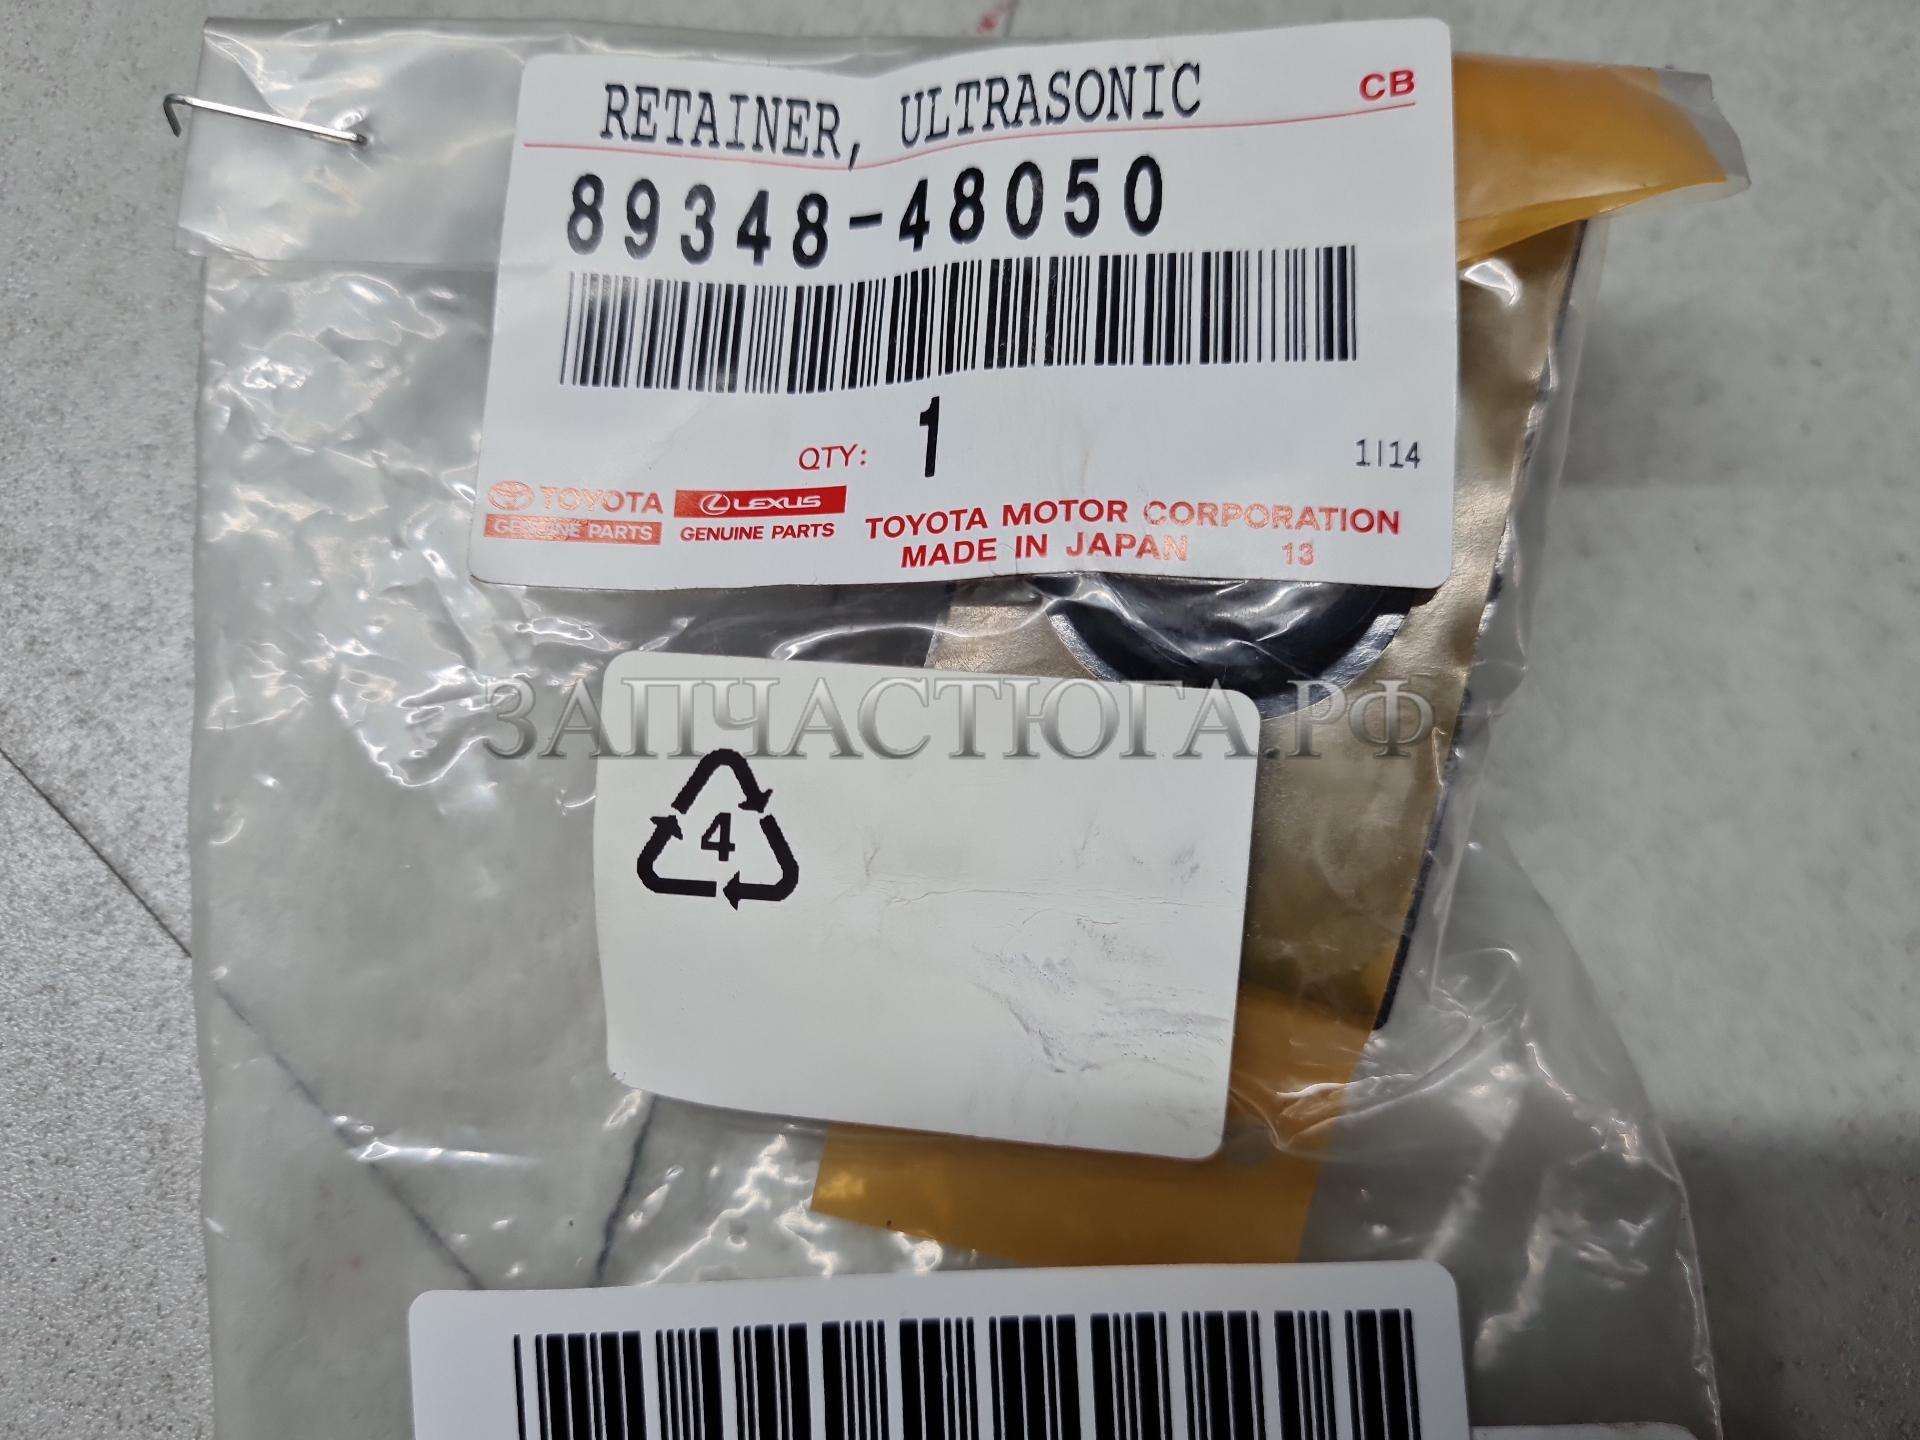 RETAINER, ULTRASONIC
CB
89348-48050
QTY: 1
1I14
TOYOTA
GENUINE PARTS
LEXUS
GENUINE PARTS
TOYOTA MOTOR CORPORATION
MADE IN JAPAN 13
ЗАПЧАСТЮГА.РФ
4